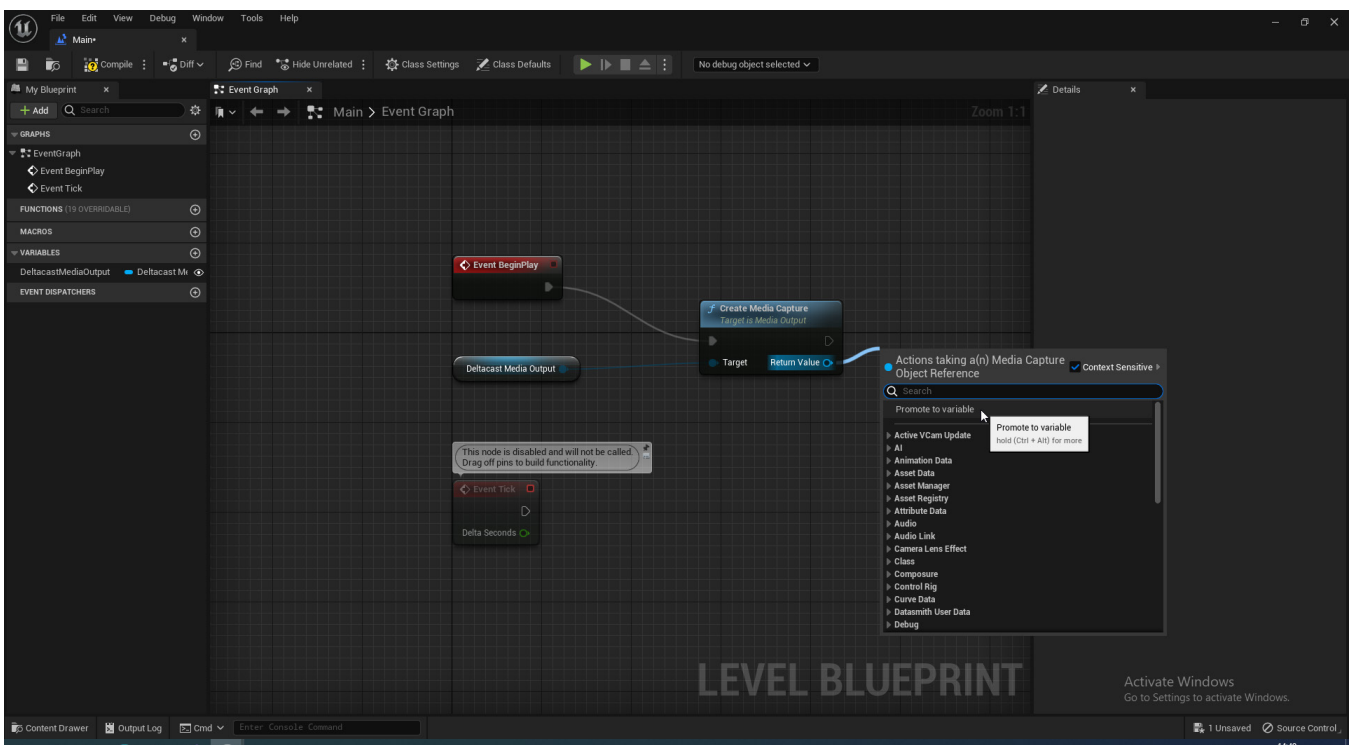 File Edit View Debug Window Tools Help
Main•
Compile Diff Find Hide Unrelated Class Settings Class Defaults No debug object selected
My Blueprint
Event Graph
Details
+ Add Search
Main > Event Graph Zoom 1:1
GRAPHS
EventGraph
Event BeginPlay
Event Tick
FUNCTIONS (19 OVERRIDABLE)
MACROS
VARIABLES
DeltacastMediaOutput Deltacast Me
EVENT DISPATCHERS
Event BeginPlay
Create Media Capture
Target is Media Output
Target Return Value
Deltacast Media Output
This node is disabled and will not be called.
Drag off pins to build functionality.
Event Tick
Delta Seconds
Actions taking a(n) Media Capture
Object Reference
Context Sensitive
Search
Promote to variable
Promote to variable
hold (Ctrl + Alt) for more
Active VCam Update
AI
Animation Data
Asset Data
Asset Manager
Asset Registry
Attribute Data
Audio
Audio Link
Camera Lens Effect
Class
Composure
Control Rig
Curve Data
Datasmith User Data
Debug
LEVEL BLUEPRINT
Activate Windows
Go to Settings to activate Windows.
Content Drawer Output Log Cmd Enter Console Command 1 Unsaved Source Control